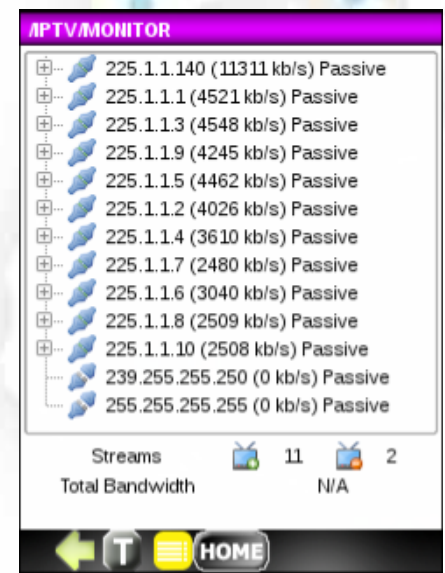 IPTV/MONITOR
225.1.1.140 (11311 kb/s) Passive
225.1.1.1 (4521 kb/s) Passive
225.1.1.3 (4548 kb/s) Passive
225.1.1.9 (4245 kb/s) Passive
225.1.1.5 (4462 kb/s) Passive
225.1.1.2 (4026 kb/s) Passive
225.1.1.4 (3610 kb/s) Passive
225.1.1.7 (2480 kb/s) Passive
225.1.1.6 (3040 kb/s) Passive
225.1.1.8 (2509 kb/s) Passive
225.1.1.10 (2508 kb/s) Passive
239.255.255.250 (0 kb/s) Passive
255.255.255.255 (0 kb/s) Passive
Streams 11 2
Total Bandwidth N/A
T HOME